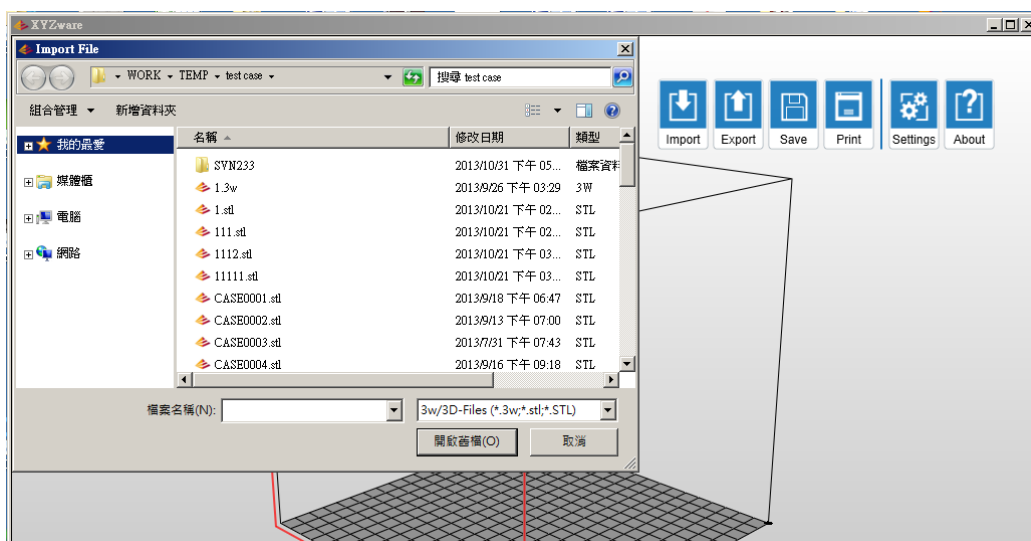 XYZware
Import File
WORK TEMP test case
搜尋 test case
組合管理 新增資料夾
Import Export Save Print Settings About
我的最愛
媒體櫃
電腦
網路
名稱 修改日期 類型
SVN233 2013/10/31 下午 05... 檔案資料
1.3w 2013/9/26 下午 03:29 3W
1.stl 2013/10/21 下午 02... STL
111.stl 2013/10/21 下午 02... STL
1112.stl 2013/10/21 下午 03... STL
11111.stl 2013/10/21 下午 03... STL
CASE0001.stl 2013/9/18 下午 06:47 STL
CASE0002.stl 2013/9/13 下午 07:00 STL
CASE0003.stl 2013/7/31 下午 07:43 STL
CASE0004.stl 2013/9/16 下午 09:18 STL
檔案名稱(N): 3w/3D-Files (*.3w;*.stl;*.STL)
開啟舊檔(O) 取消